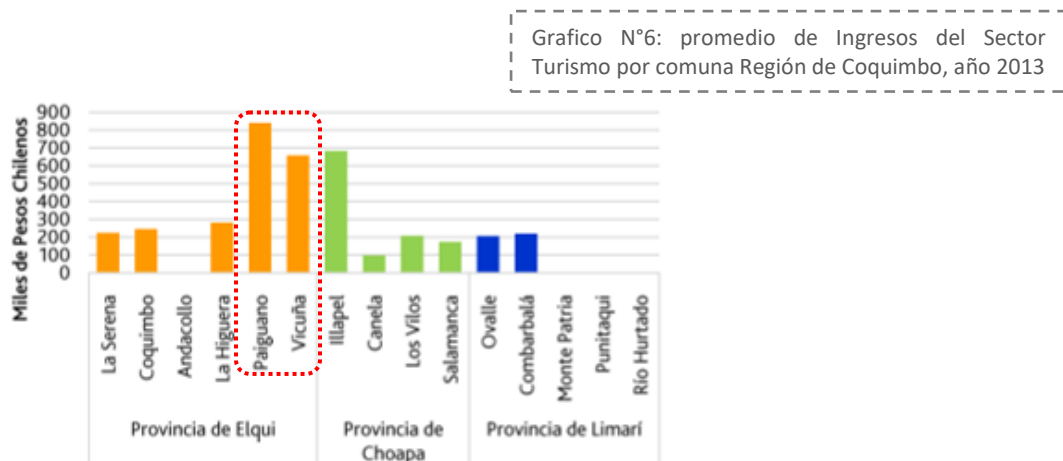 Grafico N°6: promedio de Ingresos del Sector
Turismo por comuna Región de Coquimbo, año 2013
Miles de Pesos Chilenos
900
800
700
600
500
400
300
200
100
0
La Serena
Coquimbo
Andacollo
La Higuera
Paiguano
Vicuña
Illapel
Canela
Los Vilos
Salamanca
Ovalle
Combarbalá
Monte Patria
Punitaqui
Río Hurtado
Provincia de Elqui
Provincia de
Choapa
Provincia de Limarí